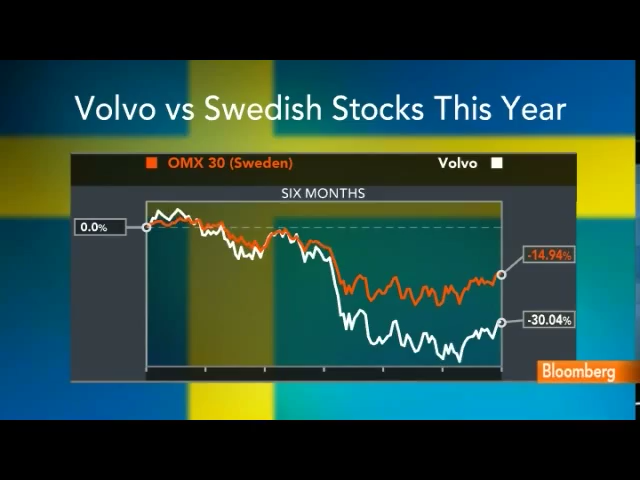 Volvo vs Swedish Stocks This Year
OMX 30 (Sweden) Volvo
SIX MONTHS
0.0%
-14.94%
-30.04%
Bloomberg